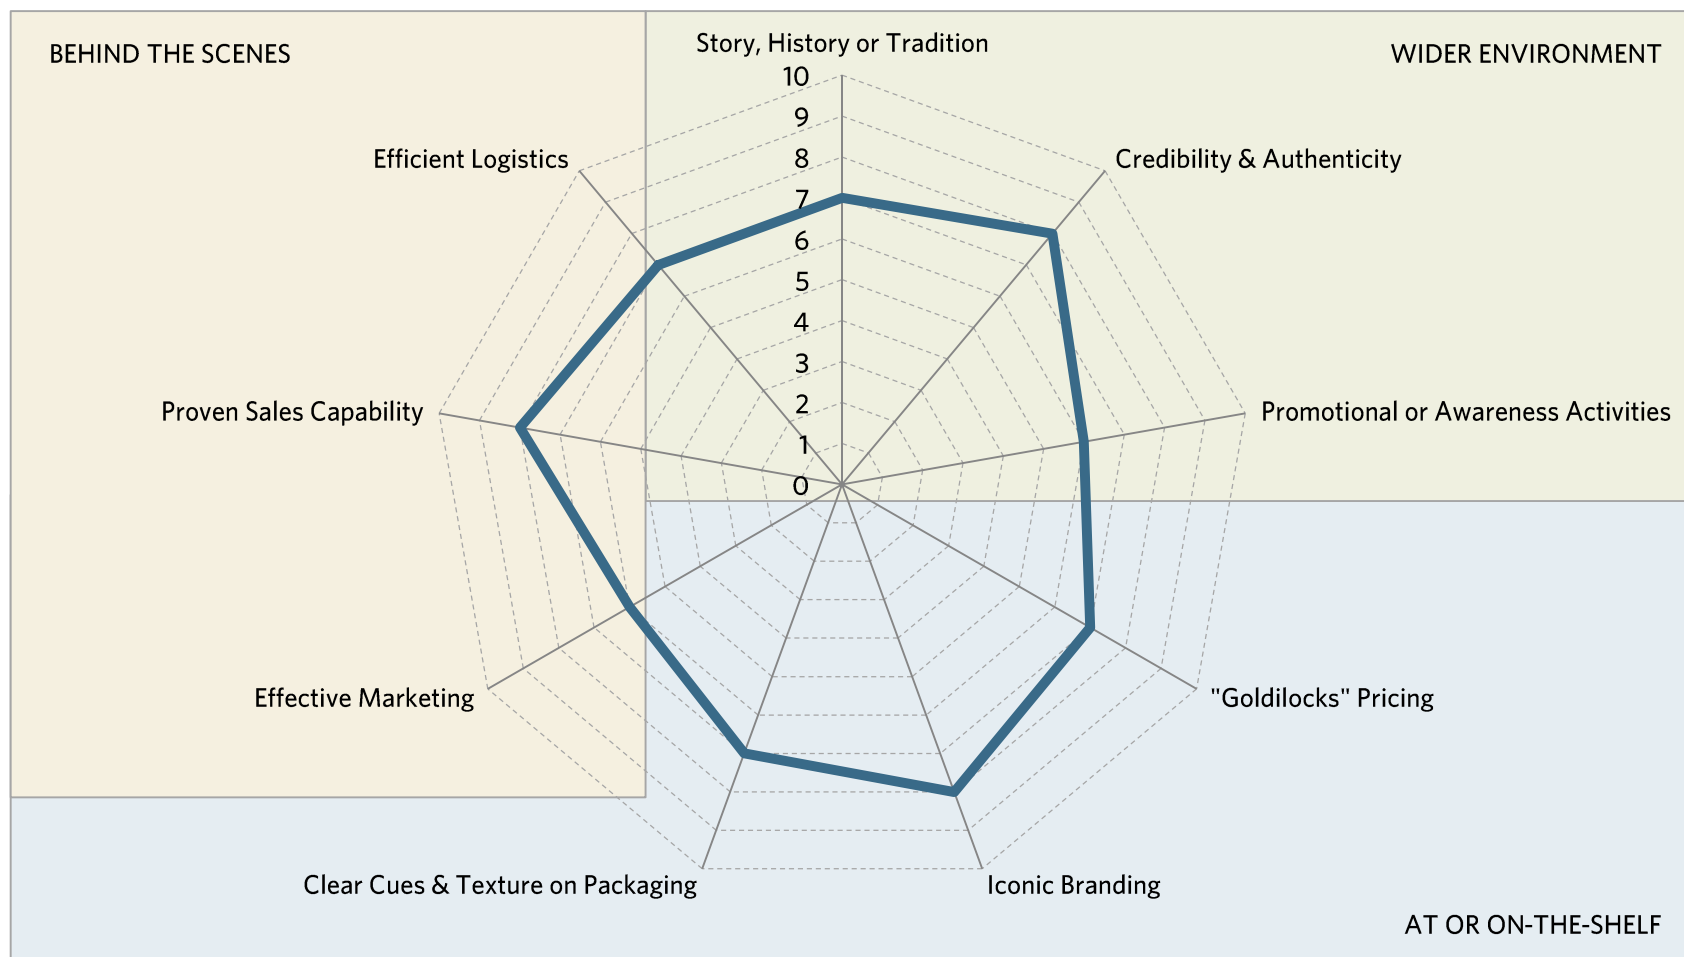 BEHIND THE SCENES
WIDER ENVIRONMENT
Story, History or Tradition
10
9
8
7
6
5
4
3
2
1
0
Efficient Logistics
Credibility & Authenticity
Proven Sales Capability
Promotional or Awareness Activities
Effective Marketing
"Goldilocks" Pricing
Clear Cues & Texture on Packaging
Iconic Branding
AT OR ON-THE-SHELF